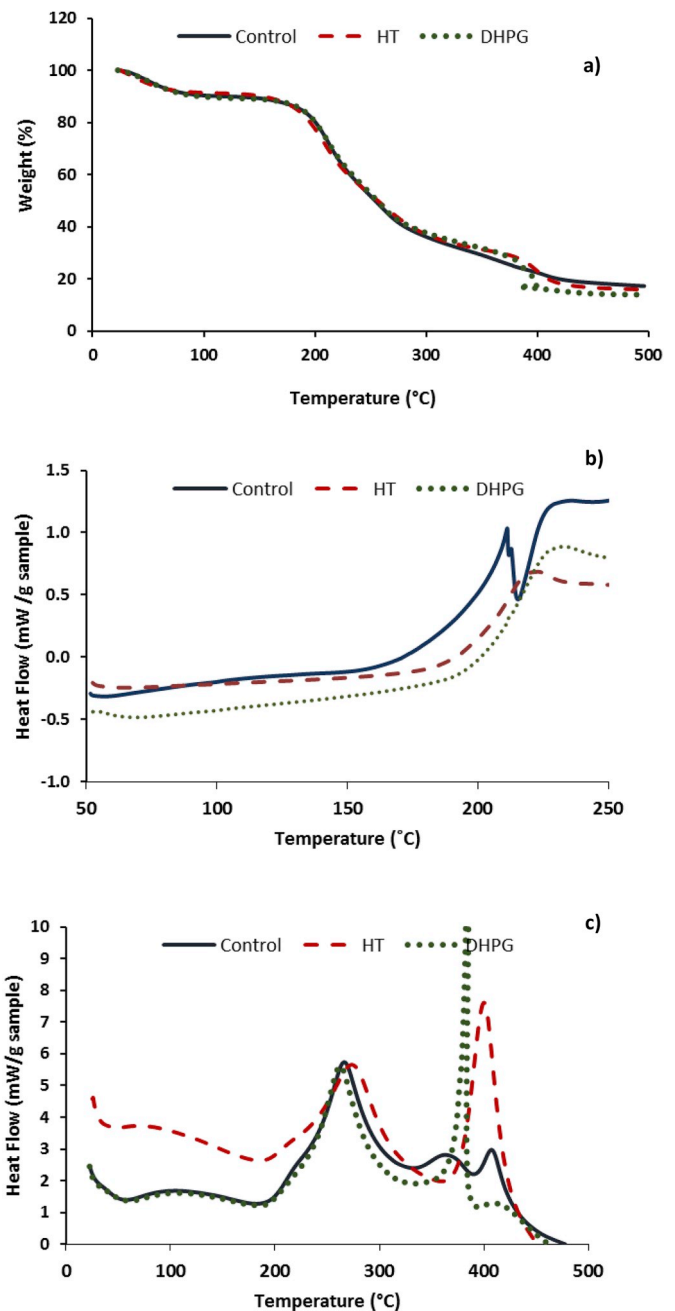 120
Control HT DHPG
a)
100
80
60
40
20
0
Weight (%)
0 100 200 300 400 500
Temperature (°C)
b)
1.5
Control HT DHPG
1.0
0.5
0.0
-0.5
-1.0
Heat Flow (mW /g sample)
50 100 150 200 250
Temperature (˚C)
c)
10
Control HT DHPG
9
8
7
6
5
4
3
2
1
0
Heat Flow (mW/g sample)
0 100 200 300 400 500
Temperature (°C)